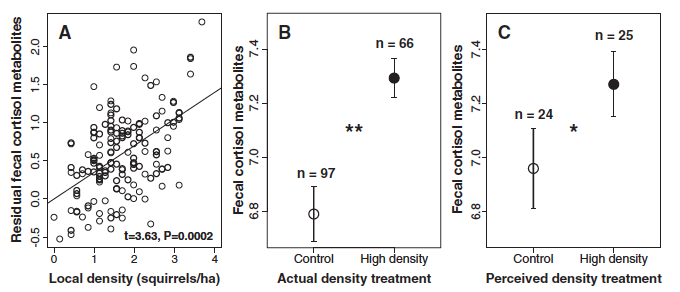 A
Residual fecal cortisol metabolites
2.0
1.5
1.0
0.5
0.0
-0.5
t=3.63, P=0.0002
0 1 2 3 4
Local density (squirrels/ha)
B
Fecal cortisol metabolites
7.4
7.2
7.0
6.8
n = 66
**
n = 97
Control High density
Actual density treatment
C
Fecal cortisol metabolites
7.4
7.2
7.0
6.8
n = 25
n = 24
*
Control High density
Perceived density treatment